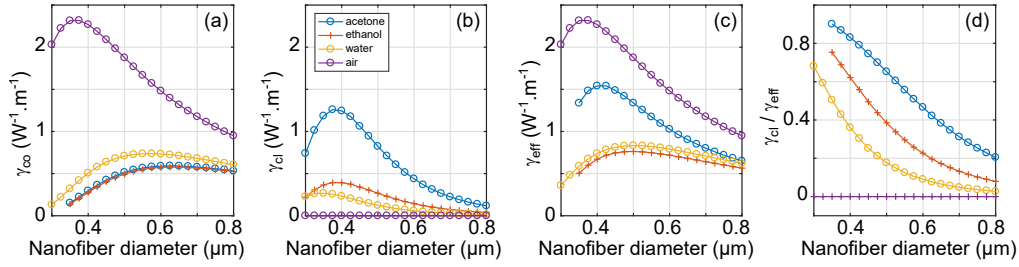 (a)
γco (W⁻¹.m⁻¹)
2
1
0
0.4 0.6 0.8
Nanofiber diameter (μm)
(b)
acetone
ethanol
water
air
γcl (W⁻¹.m⁻¹)
2
1
0
0.4 0.6 0.8
Nanofiber diameter (μm)
(c)
γeff (W⁻¹.m⁻¹)
2
1
0
0.4 0.6 0.8
Nanofiber diameter (μm)
(d)
γcl / γeff
0.8
0.4
0
0.4 0.6 0.8
Nanofiber diameter (μm)